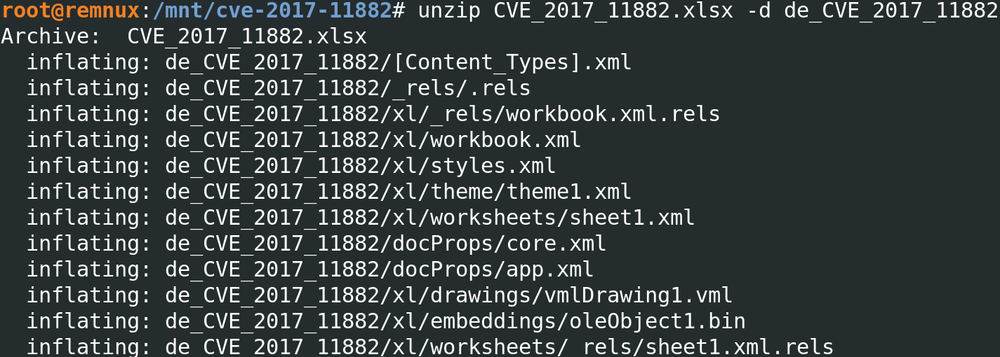 root@remnux:/mnt/cve-2017-11882# unzip CVE_2017_11882.xlsx -d de_CVE_2017_11882
Archive:  CVE_2017_11882.xlsx
  inflating: de_CVE_2017_11882/[Content_Types].xml
  inflating: de_CVE_2017_11882/_rels/.rels
  inflating: de_CVE_2017_11882/xl/_rels/workbook.xml.rels
  inflating: de_CVE_2017_11882/xl/workbook.xml
  inflating: de_CVE_2017_11882/xl/styles.xml
  inflating: de_CVE_2017_11882/xl/theme/theme1.xml
  inflating: de_CVE_2017_11882/xl/worksheets/sheet1.xml
  inflating: de_CVE_2017_11882/docProps/core.xml
  inflating: de_CVE_2017_11882/docProps/app.xml
  inflating: de_CVE_2017_11882/xl/drawings/vmlDrawing1.vml
  inflating: de_CVE_2017_11882/xl/embeddings/oleObject1.bin
  inflating: de_CVE_2017_11882/xl/worksheets/_rels/sheet1.xml.rels